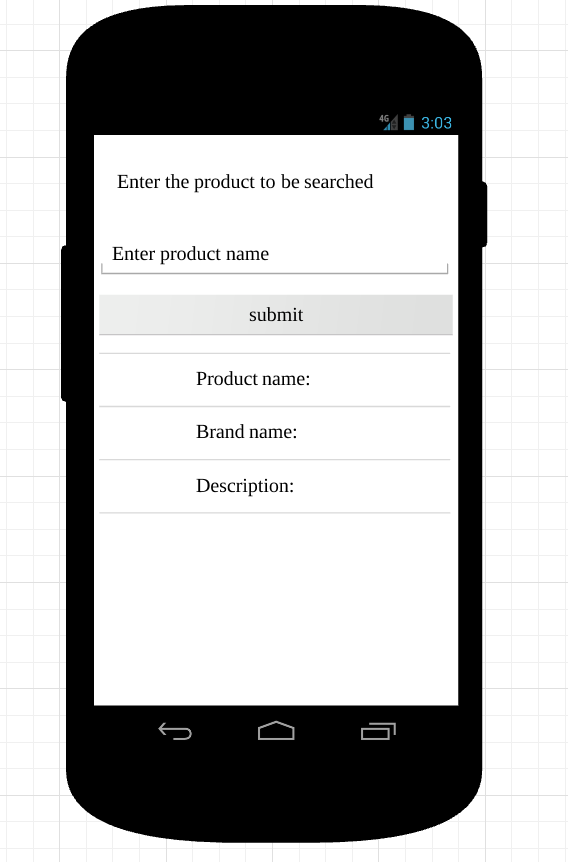 4G 3:03
Enter the product to be searched
Enter product name
submit
Product name:
Brand name:
Description: